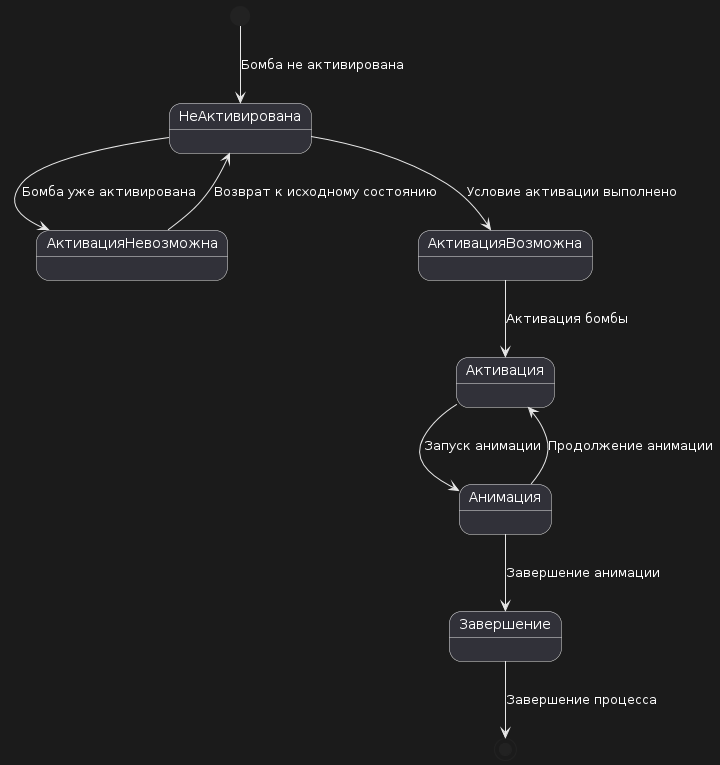 Бомба не активирована
НеАктивирована
Бомба уже активирована
Возврат к исходному состоянию
Условие активации выполнено
АктивацияНевозможна
АктивацияВозможна
Активация бомбы
Активация
Запуск анимации
Продолжение анимации
Анимация
Завершение анимации
Завершение
Завершение процесса